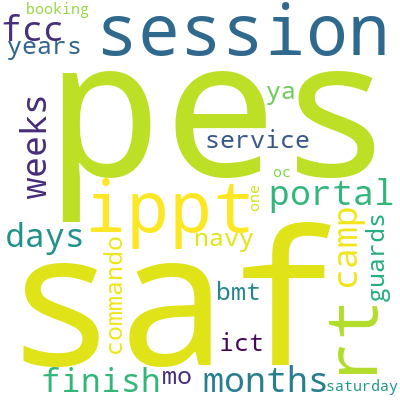 booking
fcc
session
years
pes
ya
weeks
service
oc
ippt
one
portal
days
navy
camp
guards
saf
commando
bmt
rt
ict
finish
mo
months
saturday